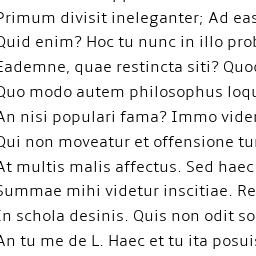 Primum divisit ineleganter; Ad eas
Quid enim? Hoc tu nunc in illo prob
Eademne, quae restincta siti? Quod
Quo modo autem philosophus loqu
An nisi populari fama? Immo vider
Qui non moveatur et offensione tur
At multis malis affectus. Sed haec
Summae mihi videtur inscitiae. Re
In schola desinis. Quis non odit so
An tu me de L. Haec et tu ita posuis